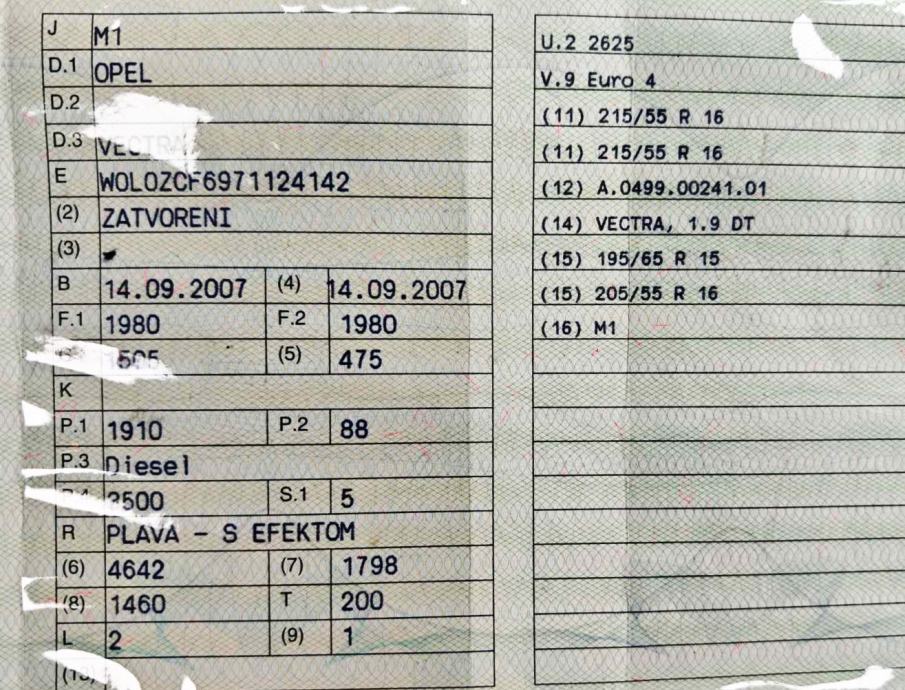 J M1
D.1 OPEL
D.2
D.3 VECTRA
E WOLOZCF6971124142
(2) ZATVORENI
(3)
B 14.09.2007 (4) 14.09.2007
F.1 1980 F.2 1980
(5) 475
K
P.1 1910 P.2 88
P.3 Diesel
3500 S.1 5
R PLAVA - S EFEKTOM
(6) 4642 (7) 1798
(8) 1460 T 200
L 2 (9) 1
U.2 2625
V.9 Euro 4
(11) 215/55 R 16
(11) 215/55 R 16
(12) A.0499.00241.01
(14) VECTRA, 1.9 DT
(15) 195/65 R 15
(15) 205/55 R 16
(16) M1